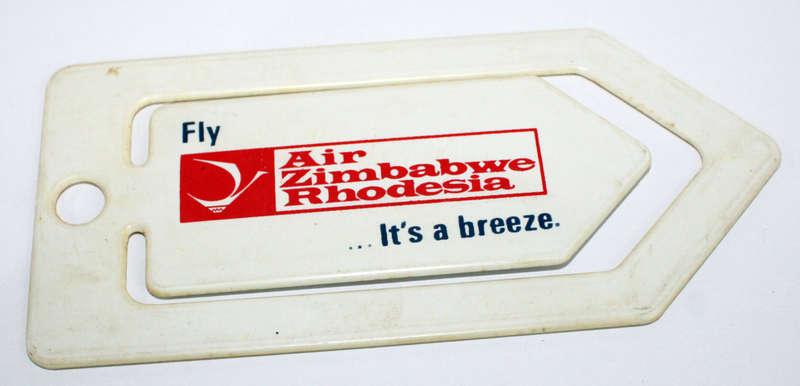 Fly
Air
Zimbabwe
Rhodesia
... It's a breeze.